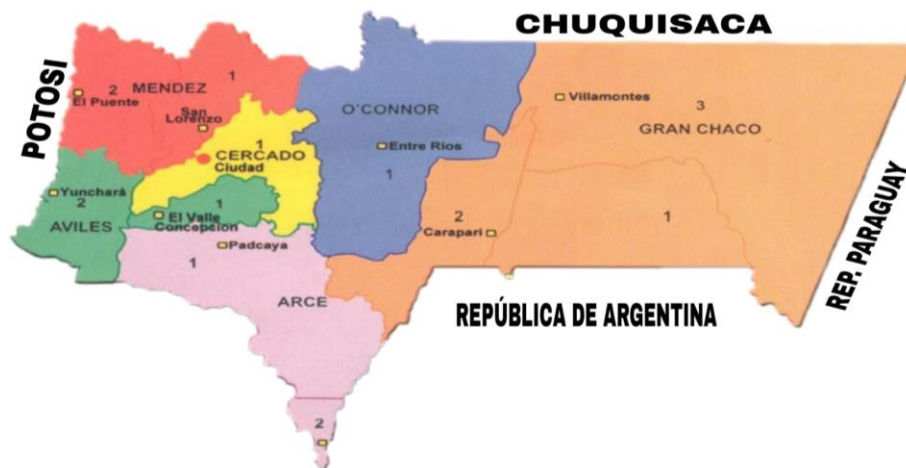 CHUQUISACA
POTOSI
2
MENDEZ
1
El Puente
San
Lorenzo
O'CONNOR
Villamontes
3
GRAN CHACO
1
CERCADO
Ciudad
Entre Rios
1
Yunchará
2
AVILES
1
El Valle
Concepcion
Padcaya
1
2
Carapari
1
REP. PARAGUAY
ARCE
REPÚBLICA DE ARGENTINA
2